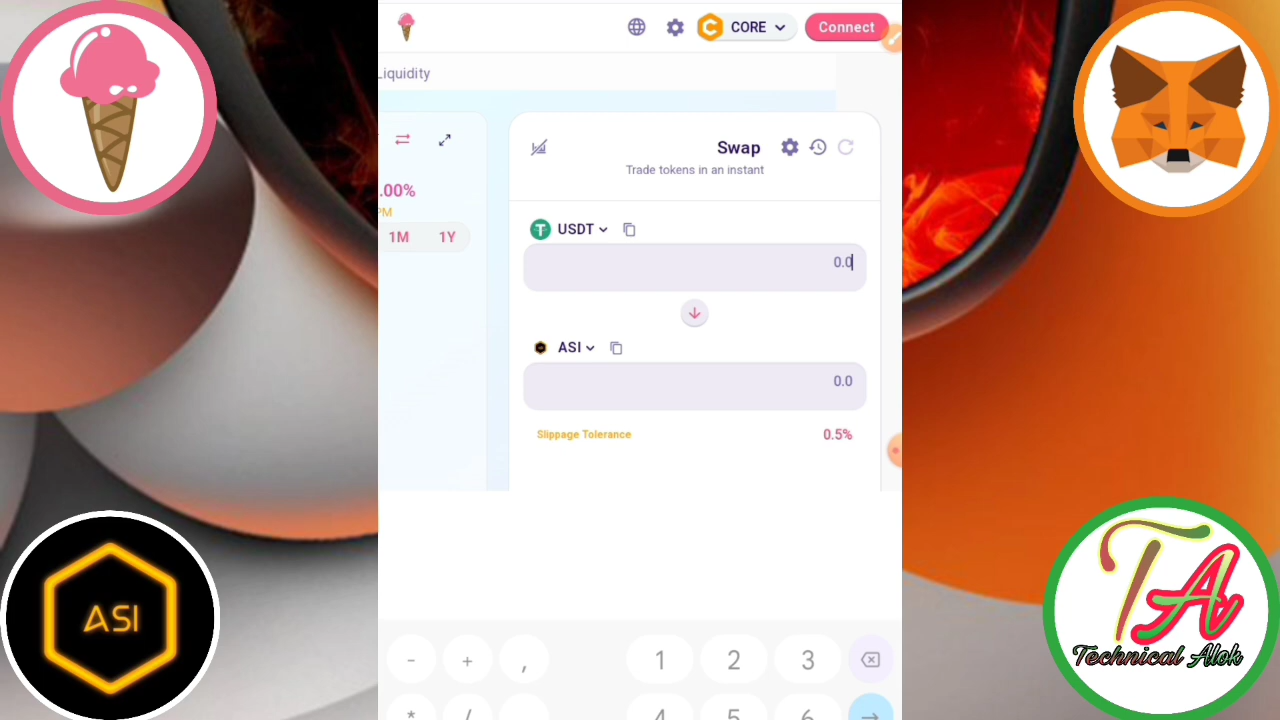 CORE
Connect
Liquidity
.00%
PM
1M 1Y
Swap
Trade tokens in an instant
USDT
0.0
ASI
0.0
Slippage Tolerance 0.5%
- + , 1 2 3
* / 4 5 6
ASI
TA
Technical Alok